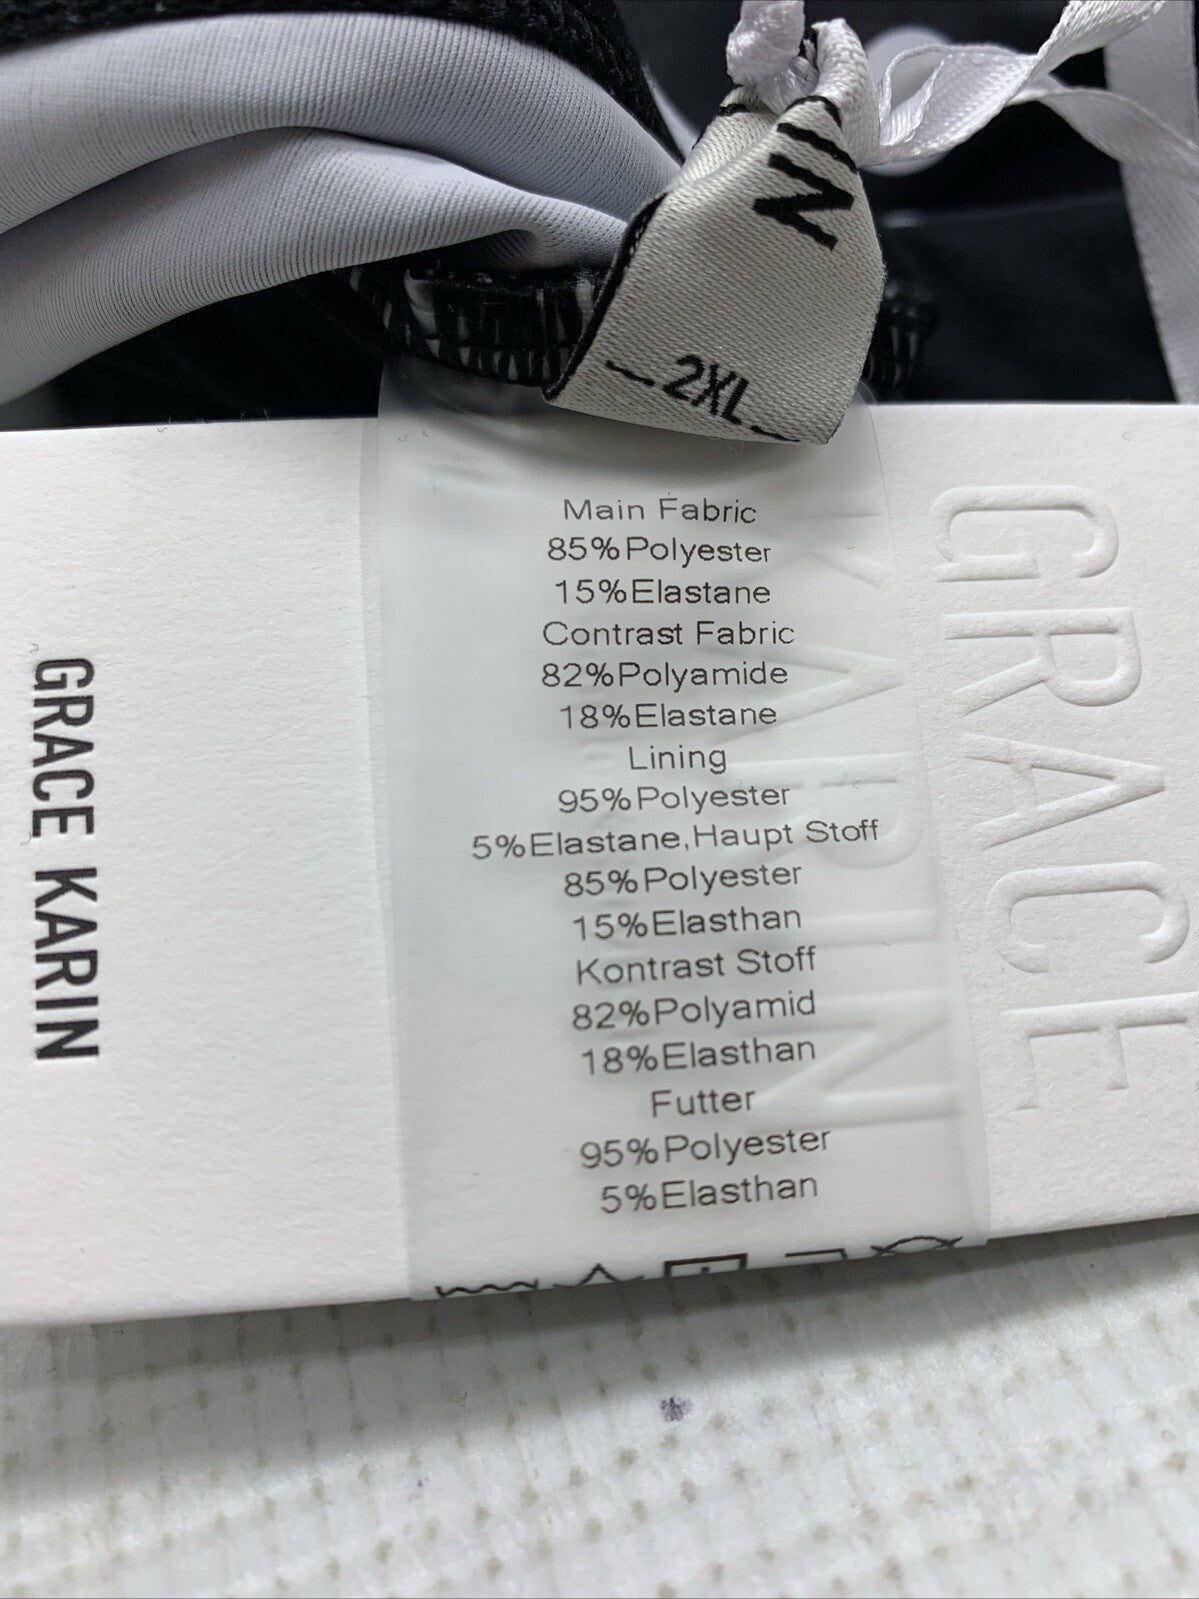 IN
2XL
Main Fabric
85%Polyester
15%Elastane
Contrast Fabric
82%Polyamide
18%Elastane
Lining
95%Polyester
5%Elastane,Haupt Stoff
85%Polyester
15%Elasthan
Kontrast Stoff
82%Polyamid
18%Elasthan
Futter
95%Polyester
5%Elasthan
GRACE KARIN
GRACE
KARIN